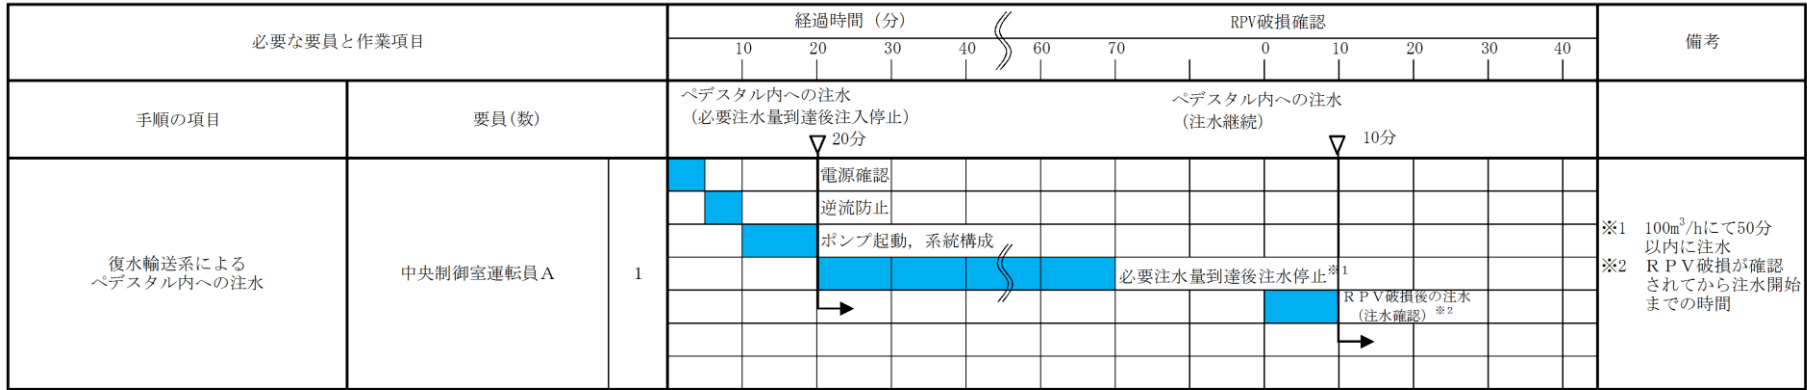 必要な要員と作業項目
経過時間（分）
RPV破損確認
備考
10 20 30 40 60 70 0 10 20 30 40
手順の項目
要員(数)
ペデスタル内への注水
（必要注水量到達後注入停止）
20分
ペデスタル内への注水
（注水継続）
10分
復水輸送系による
ペデスタル内への注水
中央制御室運転員Ａ
1
電源確認
逆流防止
ポンプ起動，系統構成
必要注水量到達後注水停止※1
ＲＰＶ破損後の注水
（注水確認）※2
※1 100m³/hにて50分
以内に注水
※2 ＲＰＶ破損が確認
されてから注水開始
までの時間